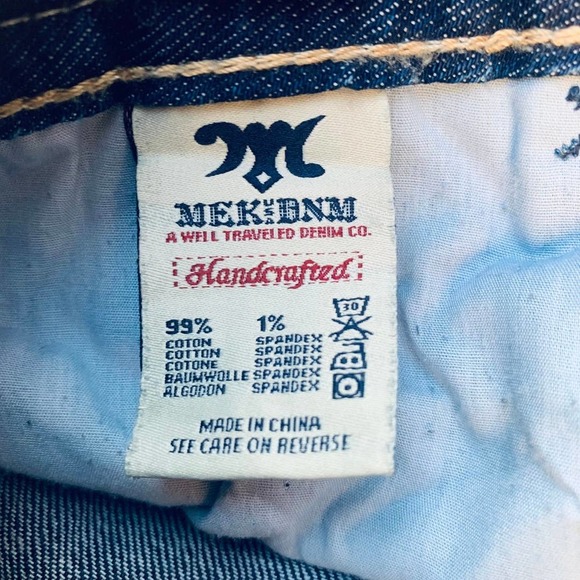 M
MEK DNM
A WELL TRAVELED DENIM CO.
Handcrafted
99% 1%
COTON SPANDEX
COTTON SPANDEX
COTONE SPANDEX
BAUMWOLLE SPANDEX
ALGODON SPANDEX
30
MADE IN CHINA
SEE CARE ON REVERSE